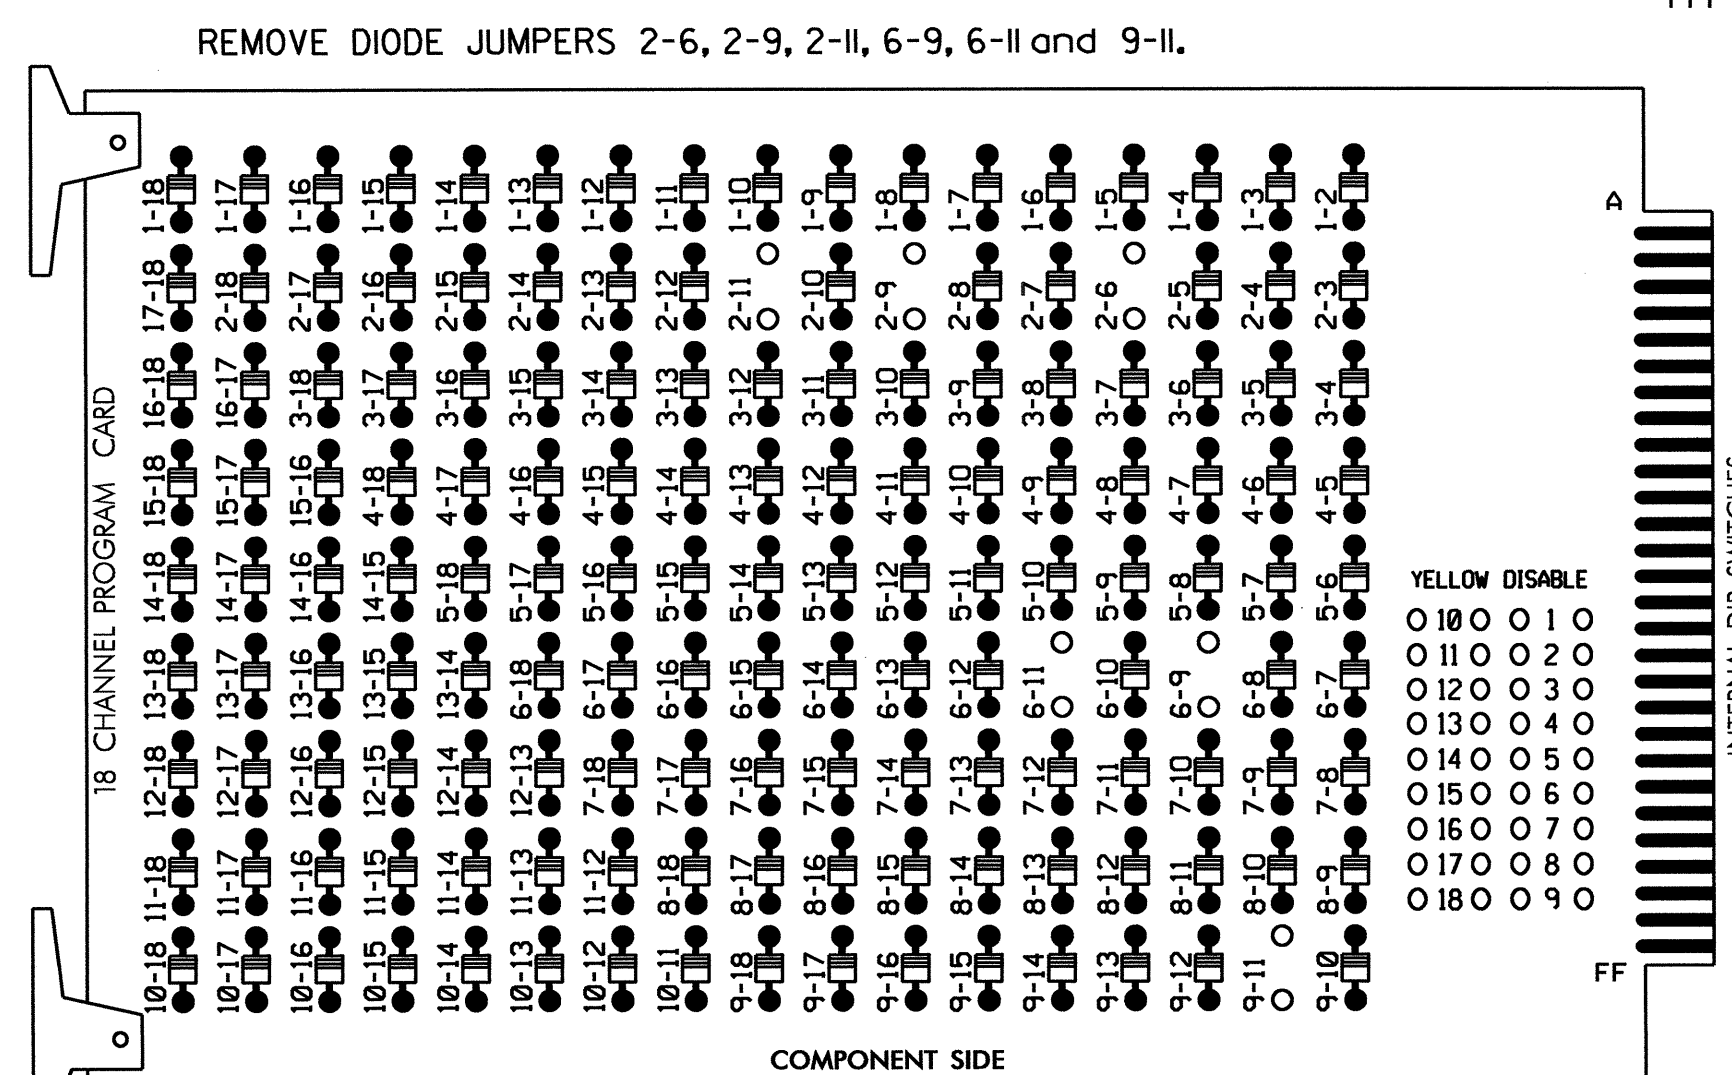 REMOVE DIODE JUMPERS 2-6, 2-9, 2-11, 6-9, 6-11 and 9-11.
1-18 1-17 1-16 1-15 1-14 1-13 1-12 1-11 1-10 1-9 1-8 1-7 1-6 1-5 1-4 1-3 1-2
A
17-18 2-18 2-17 2-16 2-15 2-14 2-13 2-12 2-11 2-10 2-9 2-8 2-7 2-6 2-5 2-4 2-3
16-18 16-17 3-18 3-17 3-16 3-15 3-14 3-13 3-12 3-11 3-10 3-9 3-8 3-7 3-6 3-5 3-4
15-18 15-17 15-16 4-18 4-17 4-16 4-15 4-14 4-13 4-12 4-11 4-10 4-9 4-8 4-7 4-6 4-5
14-18 14-17 14-16 14-15 5-18 5-17 5-16 5-15 5-14 5-13 5-12 5-11 5-10 5-9 5-8 5-7 5-6
13-18 13-17 13-16 13-15 13-14 6-18 6-17 6-16 6-15 6-14 6-13 6-12 6-11 6-10 6-9 6-8 6-7
12-18 12-17 12-16 12-15 12-14 12-13 7-18 7-17 7-16 7-15 7-14 7-13 7-12 7-11 7-10 7-9 7-8
11-18 11-17 11-16 11-15 11-14 11-13 11-12 8-18 8-17 8-16 8-15 8-14 8-13 8-12 8-11 8-10 8-9
10-18 10-17 10-16 10-15 10-14 10-13 10-12 10-11 9-18 9-17 9-16 9-15 9-14 9-13 9-12 9-11 9-10
18 CHANNEL PROGRAM CARD
YELLOW DISABLE
10 1
11 2
12 3
13 4
14 5
15 6
16 7
17 8
18 9
FF
COMPONENT SIDE